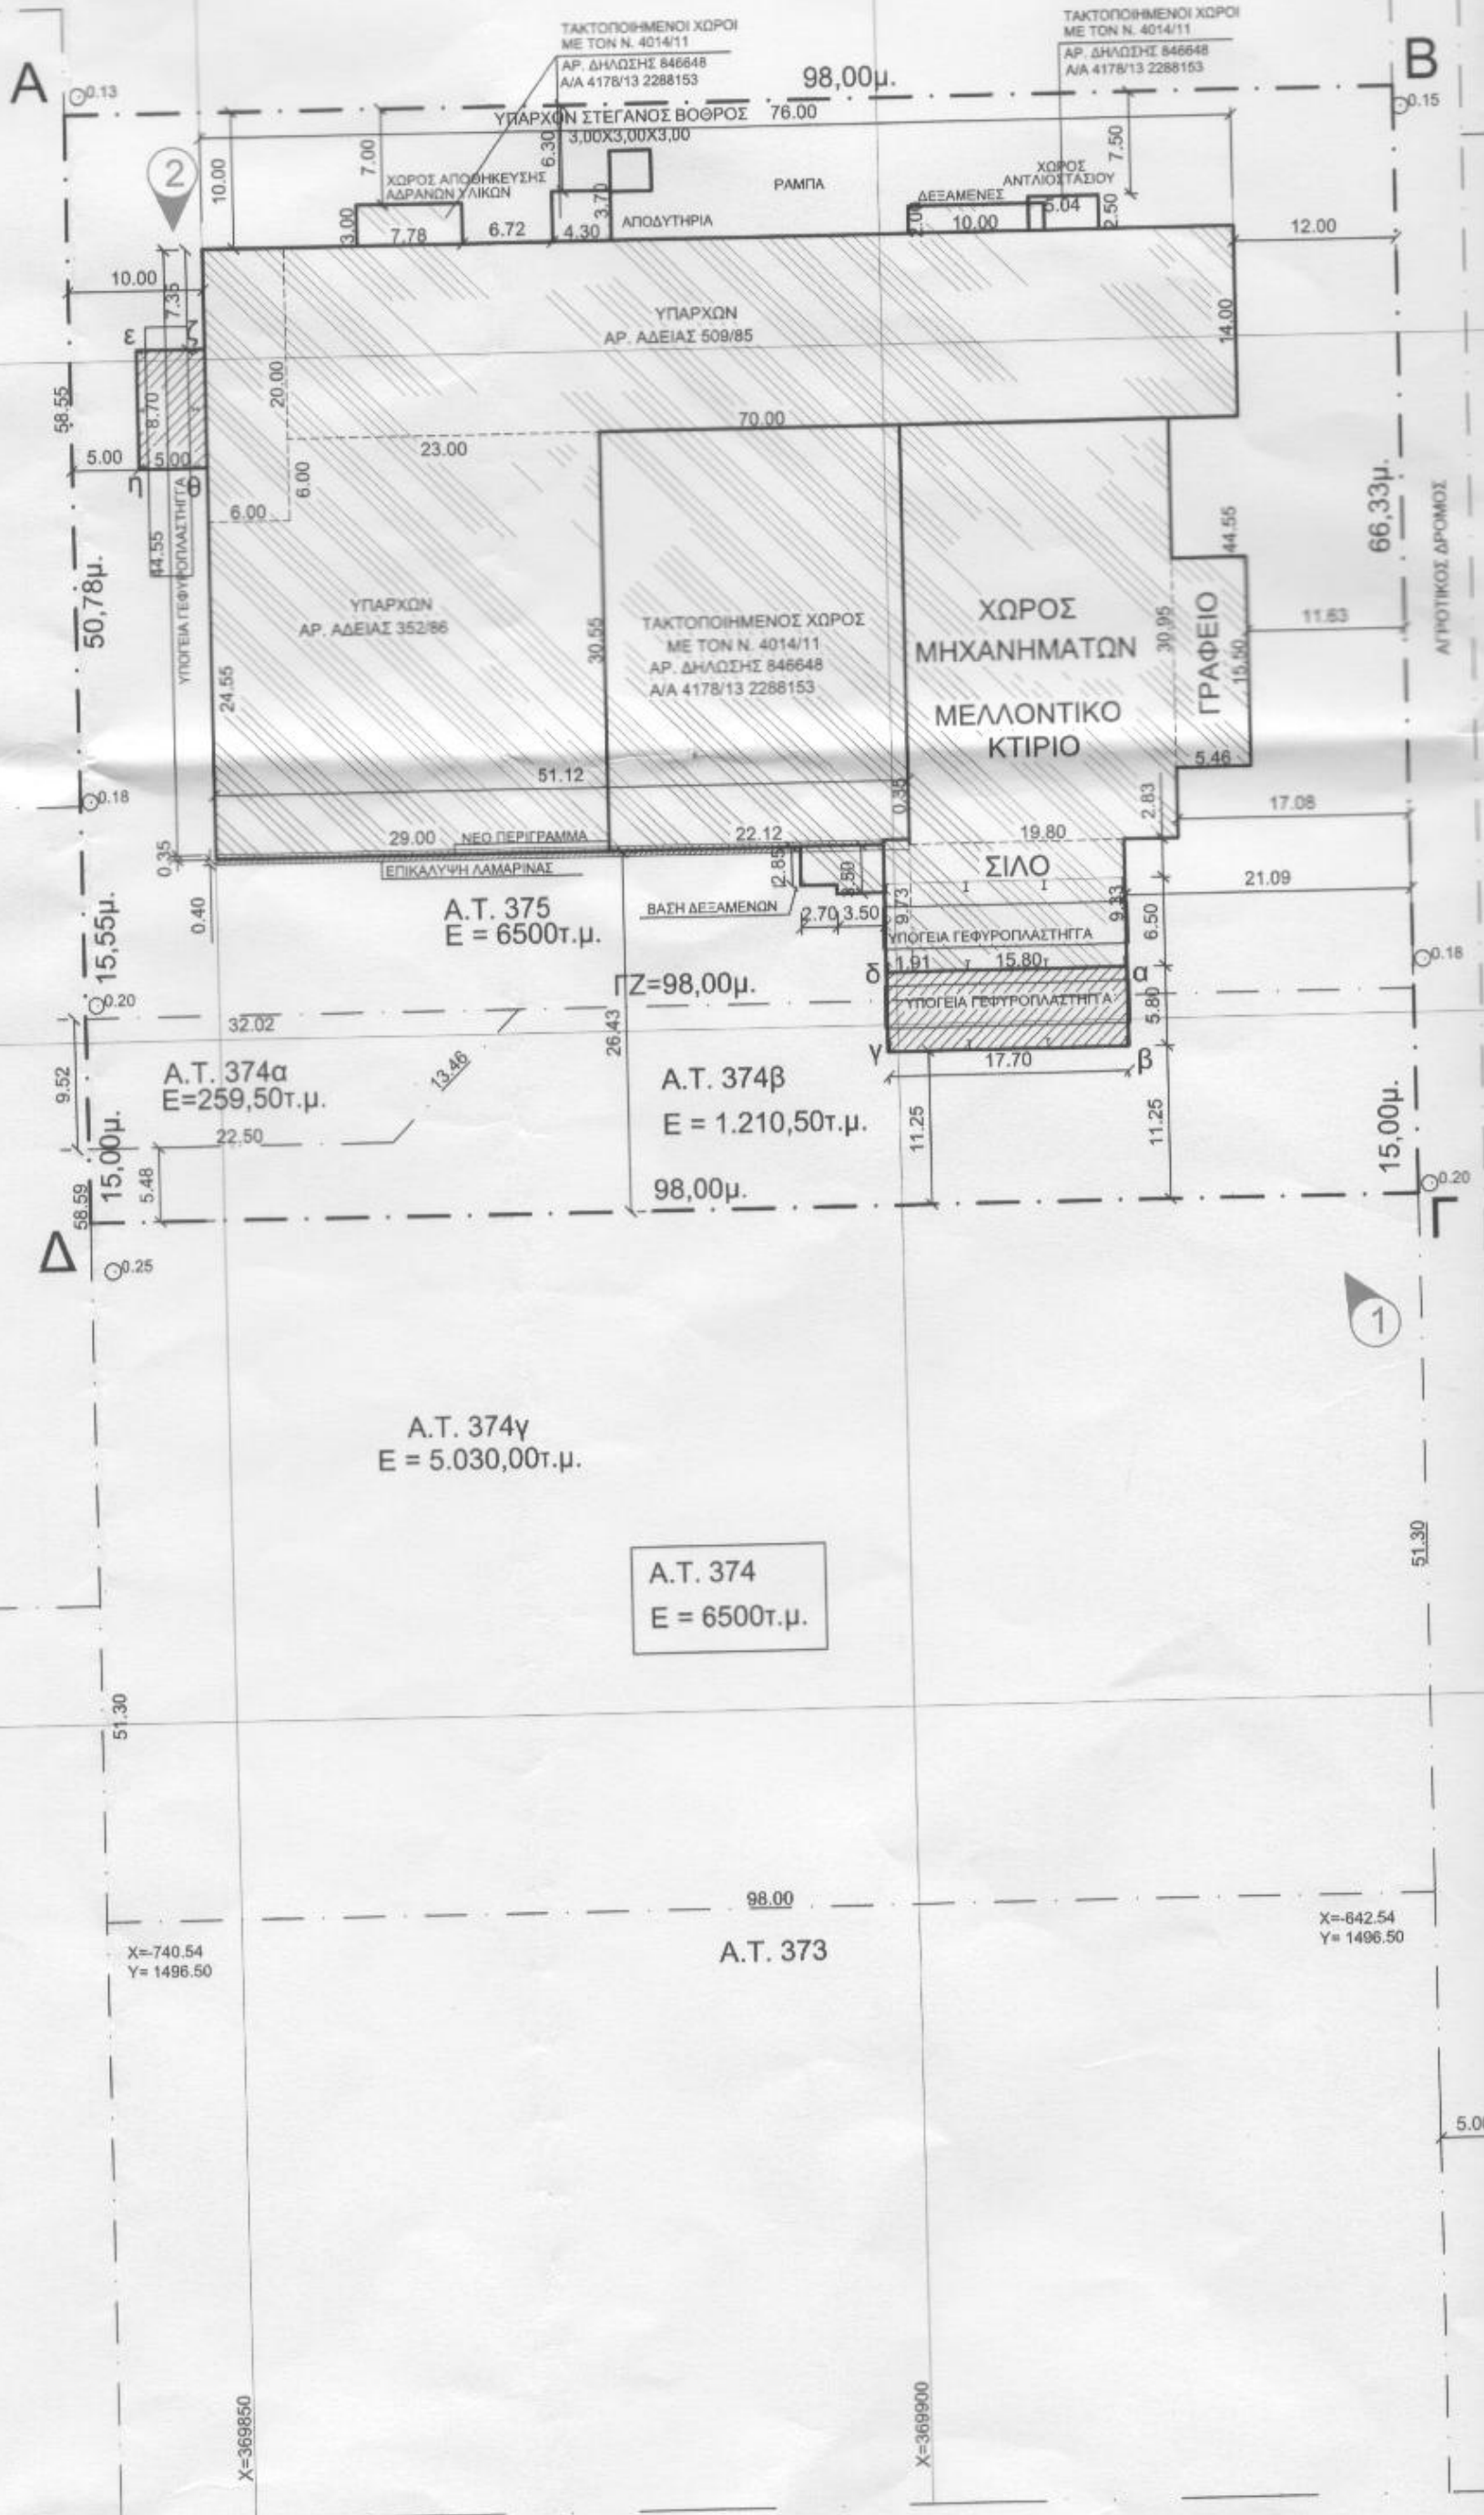 ΤΑΚΤΟΠΟΙΗΜΕΝΟΙ ΧΩΡΟΙ
ΜΕ ΤΟΝ Ν. 4014/11
ΑΡ. ΔΗΛΩΣΗΣ 846648
Α/Α 4178/13 2288153
ΤΑΚΤΟΠΟΙΗΜΕΝΟΙ ΧΩΡΟΙ
ΜΕ ΤΟΝ Ν. 4014/11
ΑΡ. ΔΗΛΩΣΗΣ 846648
Α/Α 4178/13 2288153
Α
0.13
98,00μ.
Β
0.15
ΥΠΑΡΧΩΝ ΣΤΕΓΑΝΟΣ ΒΟΘΡΟΣ 76.00
3,00Χ3,00Χ3,00
2
10.00
7.00
6.30
3.70
7.50
ΧΩΡΟΣ ΑΠΟΘΗΚΕΥΣΗΣ
ΑΔΡΑΝΩΝ ΥΛΙΚΩΝ
ΡΑΜΠΑ
ΧΩΡΟΣ
ΑΝΤΛΙΟΣΤΑΣΙΟΥ
ΔΕΞΑΜΕΝΕΣ
3.00
7.78
6.72
4.30
ΑΠΟΔΥΤΗΡΙΑ
2.00
10.00
5.04
2.50
12.00
10.00
7.35
ΥΠΑΡΧΩΝ
ΑΡ. ΑΔΕΙΑΣ 509/85
14.00
ε
ζ
58.55
8.70
20.00
70.00
23.00
5.00
5.00
η
θ
6.00
6.00
66,33μ.
ΑΓΡΟΤΙΚΟΣ ΔΡΟΜΟΣ
44.55
44.55
50,78μ.
ΥΠΟΓΕΙΑ ΓΕΦΥΡΟΠΛΑΣΤΗΓΓΑ
ΥΠΑΡΧΩΝ
ΑΡ. ΑΔΕΙΑΣ 352/86
30.55
ΤΑΚΤΟΠΟΙΗΜΕΝΟΣ ΧΩΡΟΣ
ΜΕ ΤΟΝ Ν. 4014/11
ΑΡ. ΔΗΛΩΣΗΣ 846648
Α/Α 4178/13 2288153
ΧΩΡΟΣ
ΜΗΧΑΝΗΜΑΤΩΝ
ΜΕΛΛΟΝΤΙΚΟ
ΚΤΙΡΙΟ
30.95
ΓΡΑΦΕΙΟ
15.50
11.63
24.55
51.12
5.46
0.18
0.35
2.83
17.08
29.00
ΝΕΟ ΠΕΡΙΓΡΑΜΜΑ
22.12
19.80
0.35
ΕΠΙΚΑΛΥΨΗ ΛΑΜΑΡΙΝΑΣ
2.85
3.50
ΣΙΛΟ
21.09
0.40
Α.Τ. 375
Ε = 6500τ.μ.
ΒΑΣΗ ΔΕΞΑΜΕΝΩΝ
2.70
3.50
9.73
9.33
6.50
ΥΠΟΓΕΙΑ ΓΕΦΥΡΟΠΛΑΣΤΗΓΓΑ
15,55μ.
ΓΖ=98,00μ.
δ
1.91
15.80
α
0.18
0.20
ΥΠΟΓΕΙΑ ΓΕΦΥΡΟΠΛΑΣΤΗΓΓΑ
5.80
32.02
26.43
γ
17.70
β
9.52
Α.Τ. 374α
Ε=259,50τ.μ.
13.46
Α.Τ. 374β
Ε = 1.210,50τ.μ.
11.25
11.25
15,00μ.
15,00μ.
22.50
5.48
58.59
98,00μ.
0.20
Δ
Γ
0.25
1
Α.Τ. 374γ
Ε = 5.030,00τ.μ.
Α.Τ. 374
Ε = 6500τ.μ.
51.30
51.30
98.00
Χ=-740.54
Υ= 1496.50
Α.Τ. 373
Χ=-642.54
Υ= 1496.50
Χ=369850
Χ=369900